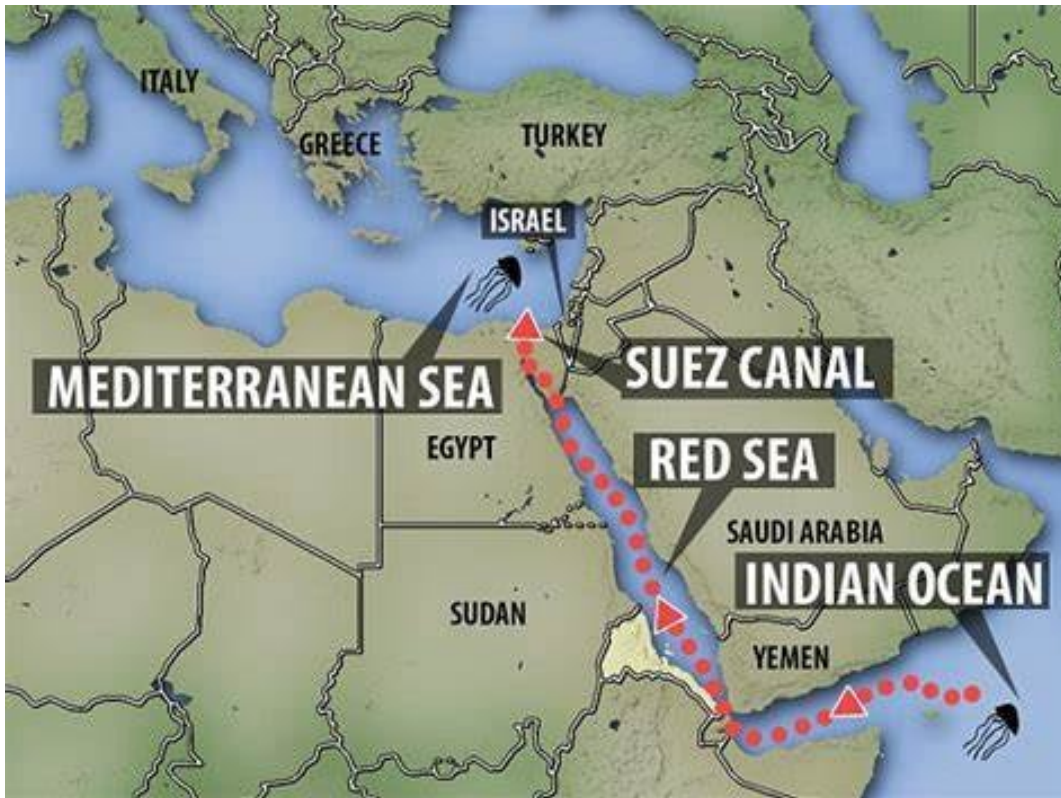 ITALY
GREECE
TURKEY
ISRAEL
MEDITERRANEAN SEA
SUEZ CANAL
EGYPT
RED SEA
SAUDI ARABIA
INDIAN OCEAN
SUDAN
YEMEN